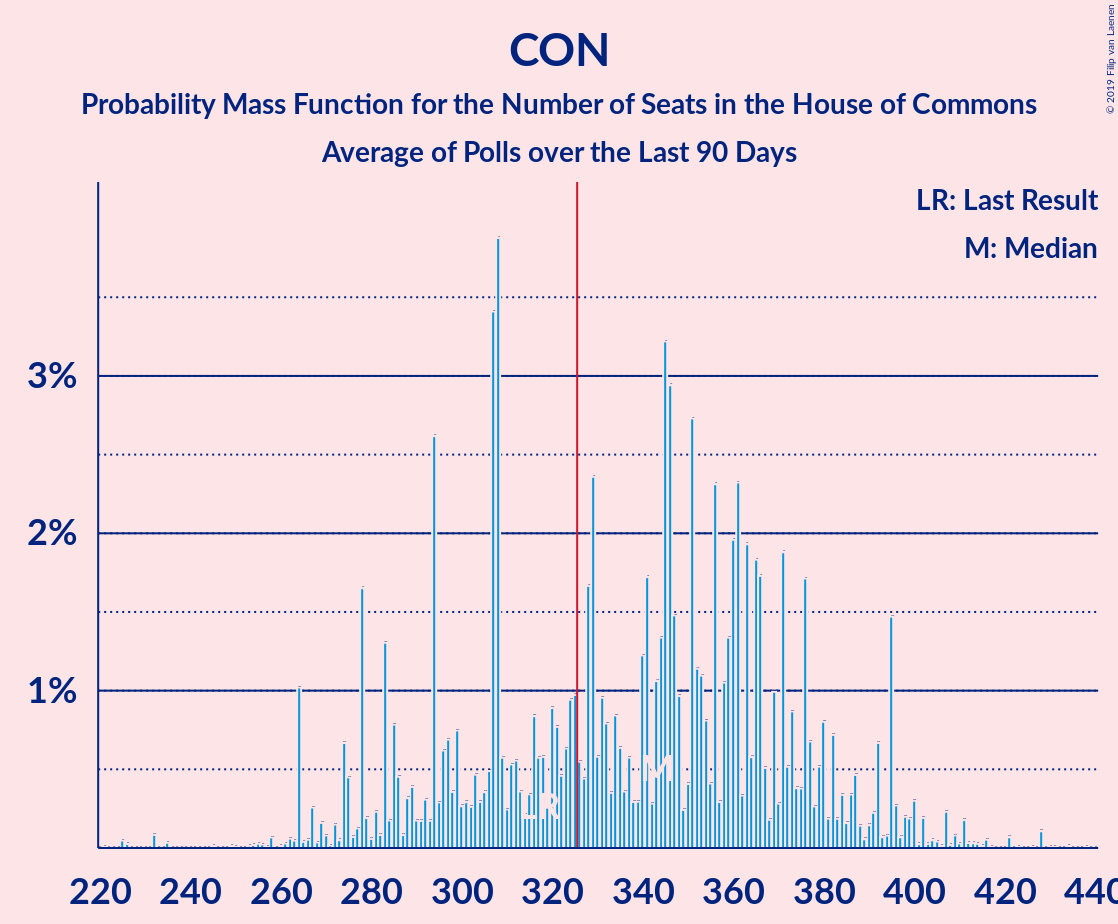 CON
Probability Mass Function for the Number of Seats in the House of Commons
Average of Polls over the Last 90 Days
© 2019 Filip van Laenen
LR: Last Result
M: Median
3%
2%
1%
LR
M
220 240 260 280 300 320 340 360 380 400 420 440